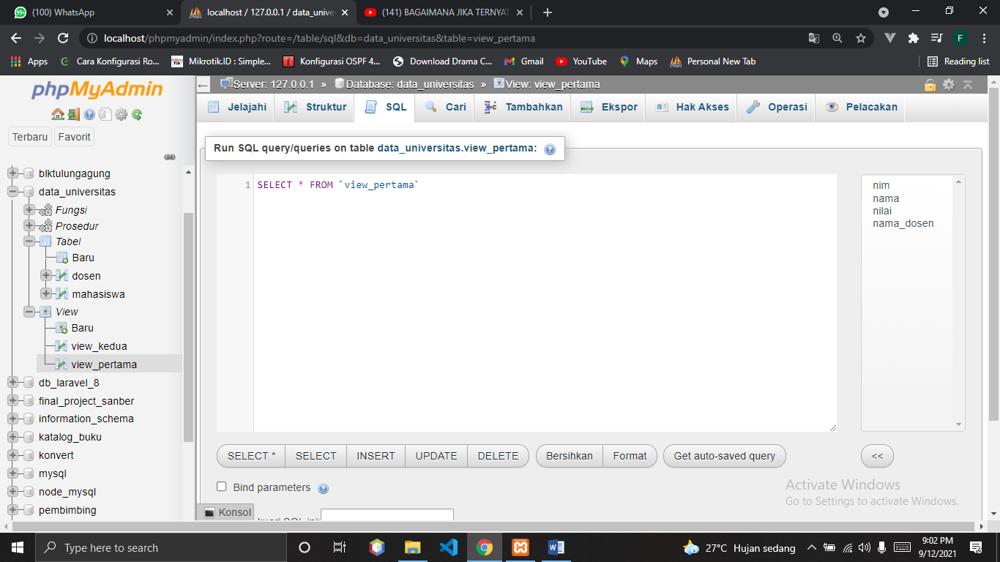 (100) WhatsApp
localhost / 127.0.0.1 / data_unive
(141) BAGAIMANA JIKA TERNYAT
localhost/phpmyadmin/index.php?route=/table/sql&db=data_universitas&table=view_pertama
F
Apps
Cara Konfigurasi Ro...
Mikrotik.ID : Simple...
Konfigurasi OSPF 4...
Download Drama C...
Gmail
YouTube
Maps
Personal New Tab
Reading list
phpMyAdmin
Terbaru
Favorit
blktulungagung
data_universitas
Fungsi
Prosedur
Tabel
Baru
dosen
mahasiswa
View
Baru
view_kedua
view_pertama
db_laravel_8
final_project_sanber
information_schema
katalog_buku
konvert
mysql
node_mysql
pembimbing
Server: 127.0.0.1 » Database: data_universitas » View: view_pertama
Jelajahi
Struktur
SQL
Cari
Tambahkan
Ekspor
Hak Akses
Operasi
Pelacakan
Run SQL query/queries on table data_universitas.view_pertama:
1 SELECT * FROM `view_pertama`
nim
nama
nilai
nama_dosen
SELECT *
SELECT
INSERT
UPDATE
DELETE
Bersihkan
Format
Get auto-saved query
<<
Bind parameters
Activate Windows
Go to Settings to activate Windows.
Konsol
kueri SQL ini:
Type here to search
27°C Hujan sedang
9:02 PM
9/12/2021